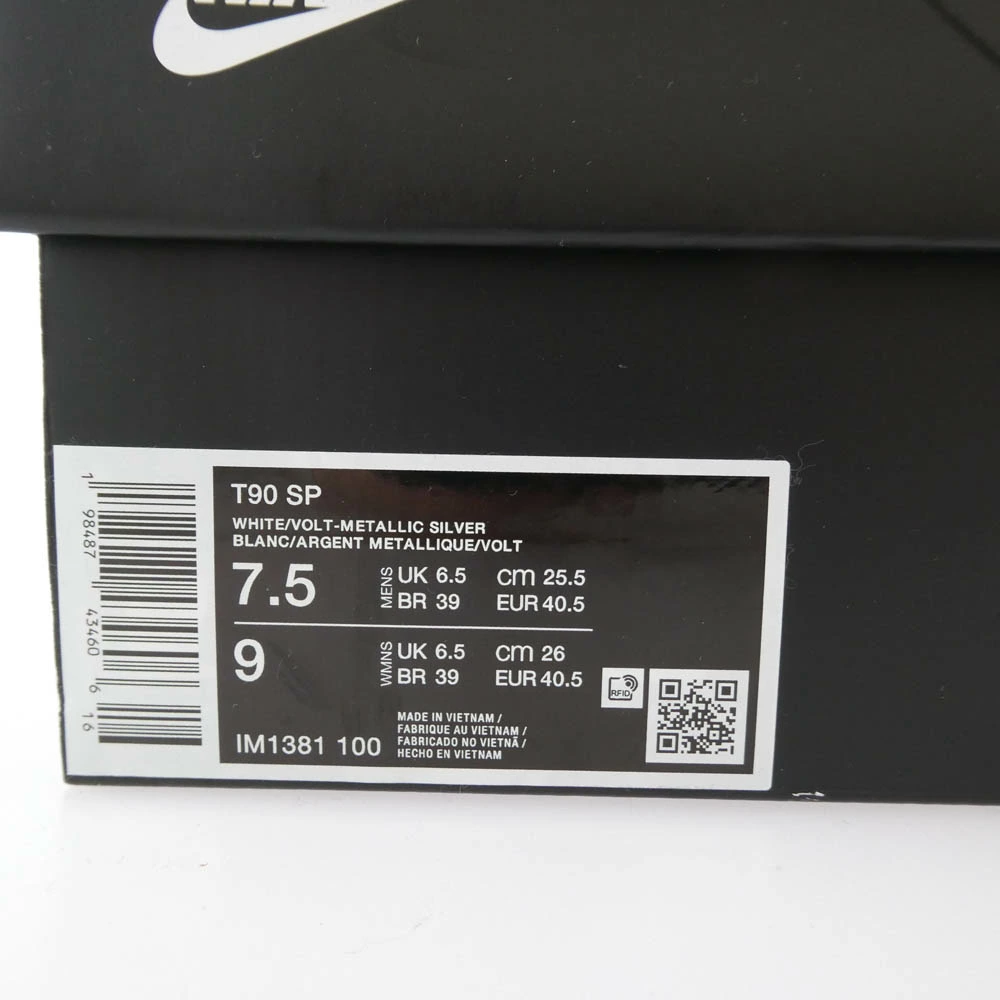 T90 SP
WHITE/VOLT-METALLIC SILVER
BLANC/ARGENT METALLIQUE/VOLT
7.5 MENS UK 6.5 cm 25.5
BR 39 EUR 40.5
9 WMNS UK 6.5 cm 26
BR 39 EUR 40.5
RFID
IM1381 100
MADE IN VIETNAM /
FABRIQUE AU VIETNAM /
FABRICADO NO VIETNÃ /
HECHO EN VIETNAM
1 98487 43460 6 16